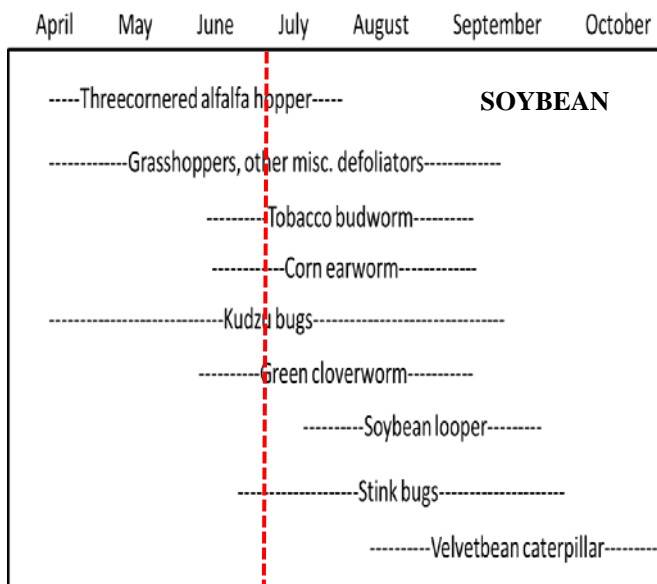 April May June July August September October
-----Threecornered alfalfa hopper-----
SOYBEAN
-------------Grasshoppers, other misc. defoliators-------------
----------Tobacco budworm----------
------------Corn earworm-------------
-----------------------------Kudzu bugs--------------------------------
----------Green cloverworm-----------
----------Soybean looper---------
--------------------Stink bugs---------------------
----------Velvetbean caterpillar---------